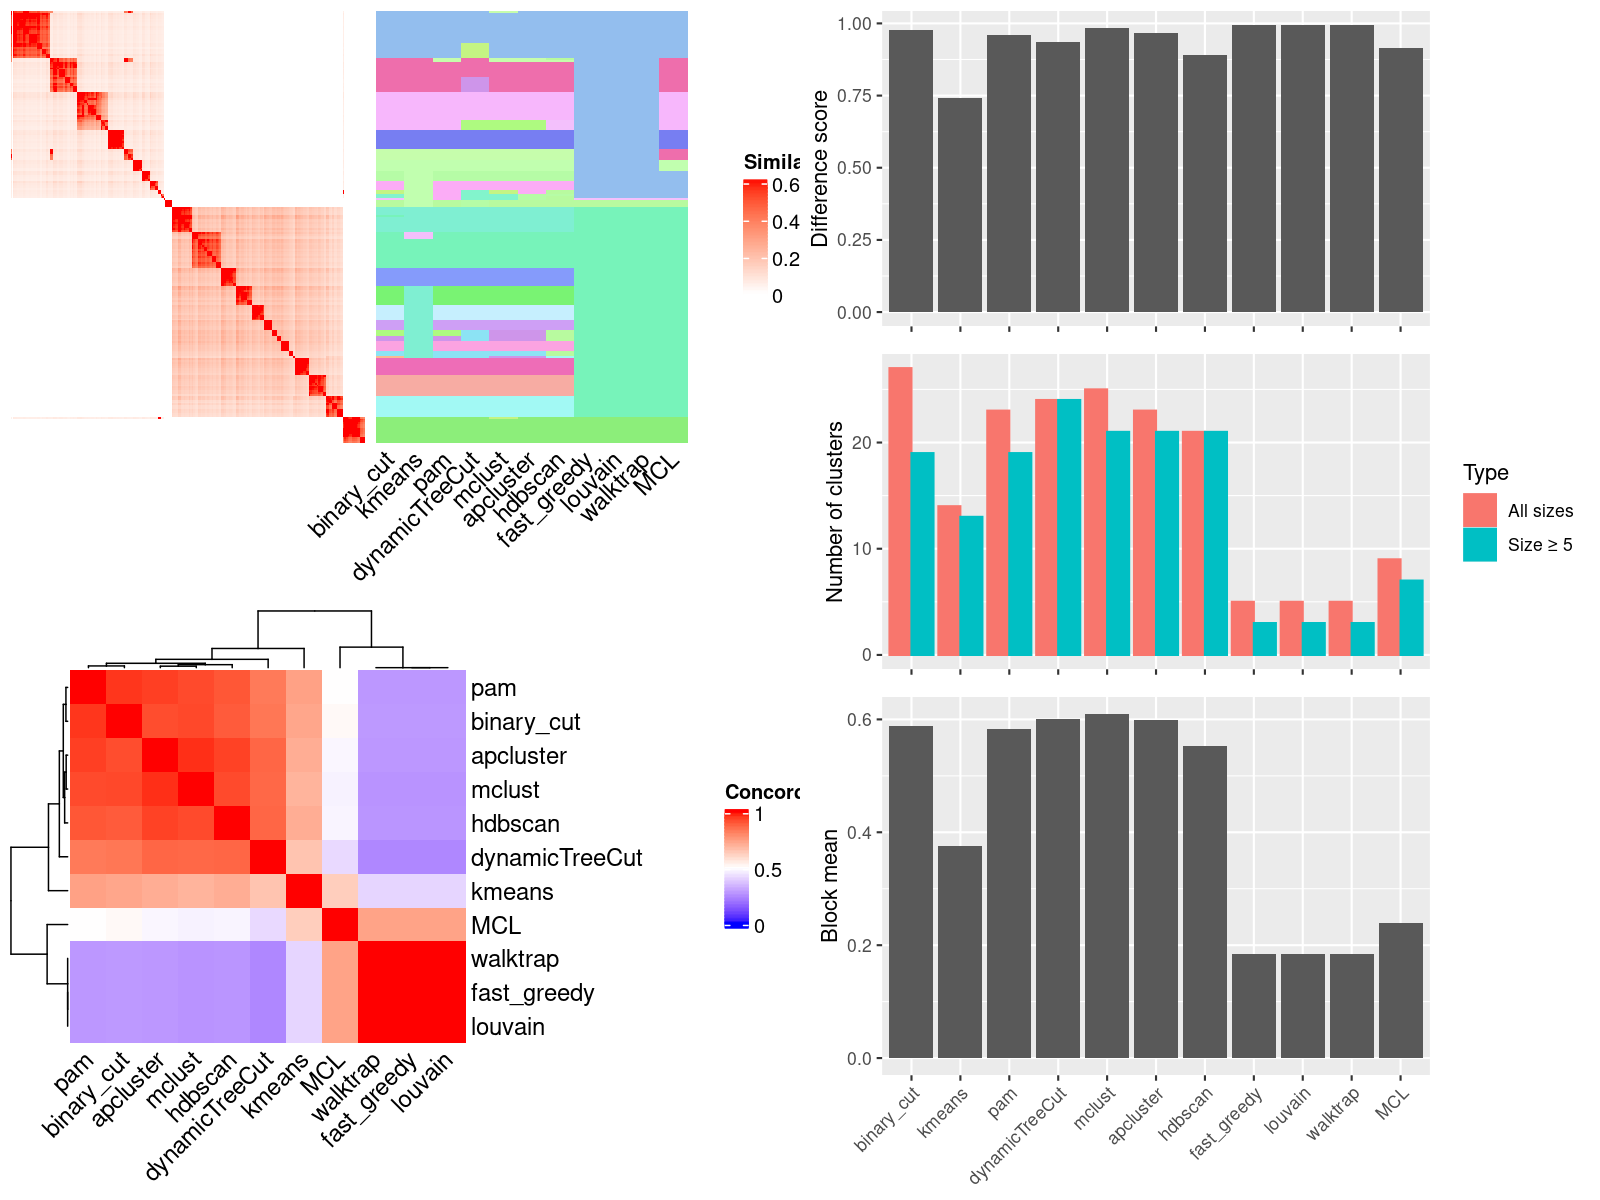 Simila
0.6
0.4
0.2
0
binary_cut
kmeans
pam
dynamicTreeCut
mclust
apcluster
hdbscan
fast_greedy
louvain
walktrap
MCL
pam
binary_cut
apcluster
mclust
hdbscan
dynamicTreeCut
kmeans
MCL
walktrap
fast_greedy
louvain
Concord
1
0.5
0
pam
binary_cut
apcluster
mclust
hdbscan
dynamicTreeCut
kmeans
MCL
walktrap
fast_greedy
louvain
Difference score
1.00
0.75
0.50
0.25
0.00
Number of clusters
20
10
0
Type
All sizes
Size ≥ 5
Block mean
0.6
0.4
0.2
0.0
binary_cut
kmeans
pam
dynamicTreeCut
mclust
apcluster
hdbscan
fast_greedy
louvain
walktrap
MCL